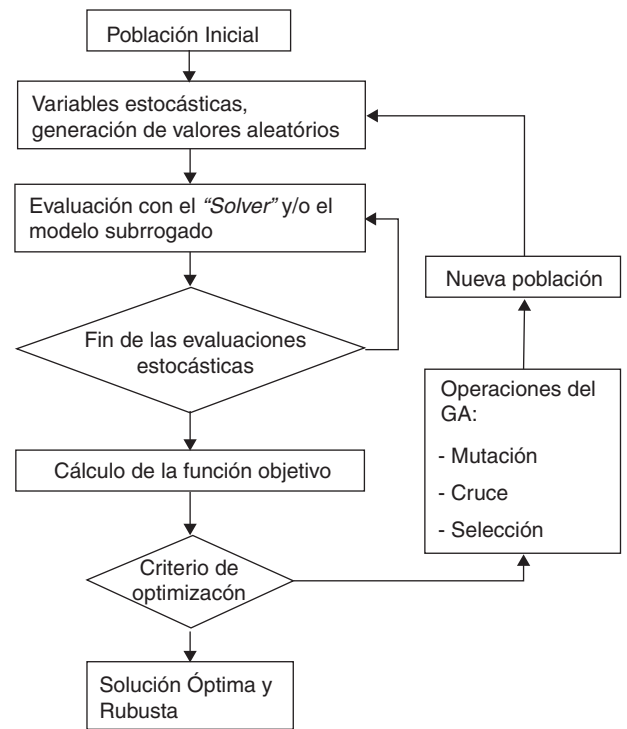 Población Inicial
Variables estocásticas,
generación de valores aleatórios
Evaluación con el “Solver” y/o el
modelo subrrogado
Nueva población
Fin de las evaluaciones
estocásticas
Operaciones del
GA:
- Mutación
- Cruce
- Selección
Cálculo de la función objetivo
Criterio de
optimizacón
Solución Óptima y
Rubusta